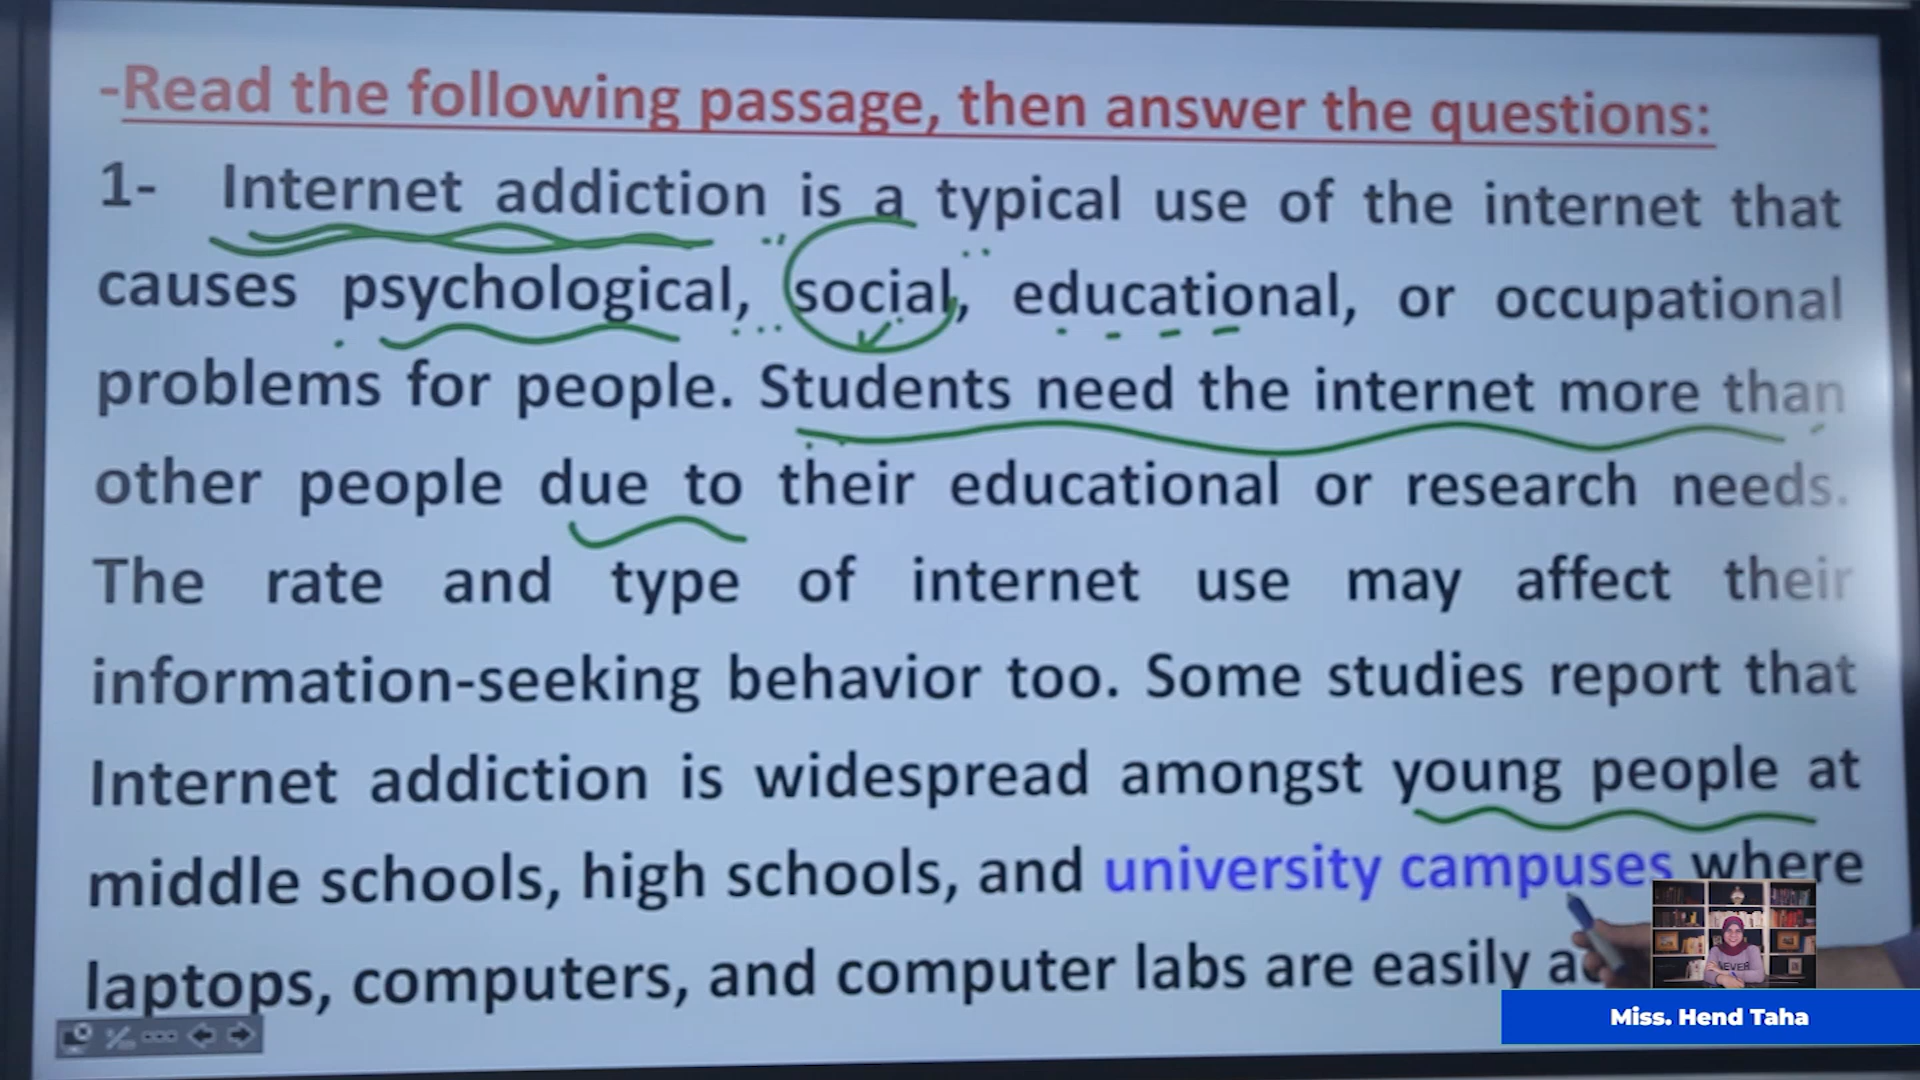 -Read the following passage, then answer the questions:
1- Internet addiction is a typical use of the internet that
causes psychological, social, educational, or occupational
problems for people. Students need the internet more than
other people due to their educational or research needs.
The rate and type of internet use may affect their
information-seeking behavior too. Some studies report that
Internet addiction is widespread amongst young people at
middle schools, high schools, and university campuses where
laptops, computers, and computer labs are easily
NEVER
Miss. Hend Taha